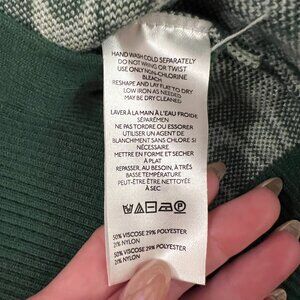 HAND WASH COLD SEPARATELY
DO NOT WRING OR TWIST
USE ONLY NON-CHLORINE
BLEACH
RESHAPE AND LAY FLAT TO DRY
LOW IRON AS NEEDED
MAY BE DRY CLEANED
LAVER À LA MAIN À L'EAU FROIDE
SÉPARÉMEN
NE PAS TORDRE OU ESSORER
UTILISER UN AGENT DE
BLANCHIMENT SANS CHLORE SI
NÉCESSAIRE
METTRE EN FORME ET SÉCHER
À PLAT
REPASSER, AU BESOIN, À TRÈS
BASSE TEMPÉRATURE
PEUT-ÊTRE ÊTRE NETTOYÉE
À SEC
50% VISCOSE 29% POLYESTER
21% NYLON
50% VISCOSE 29% POLYESTER
21% NYLON